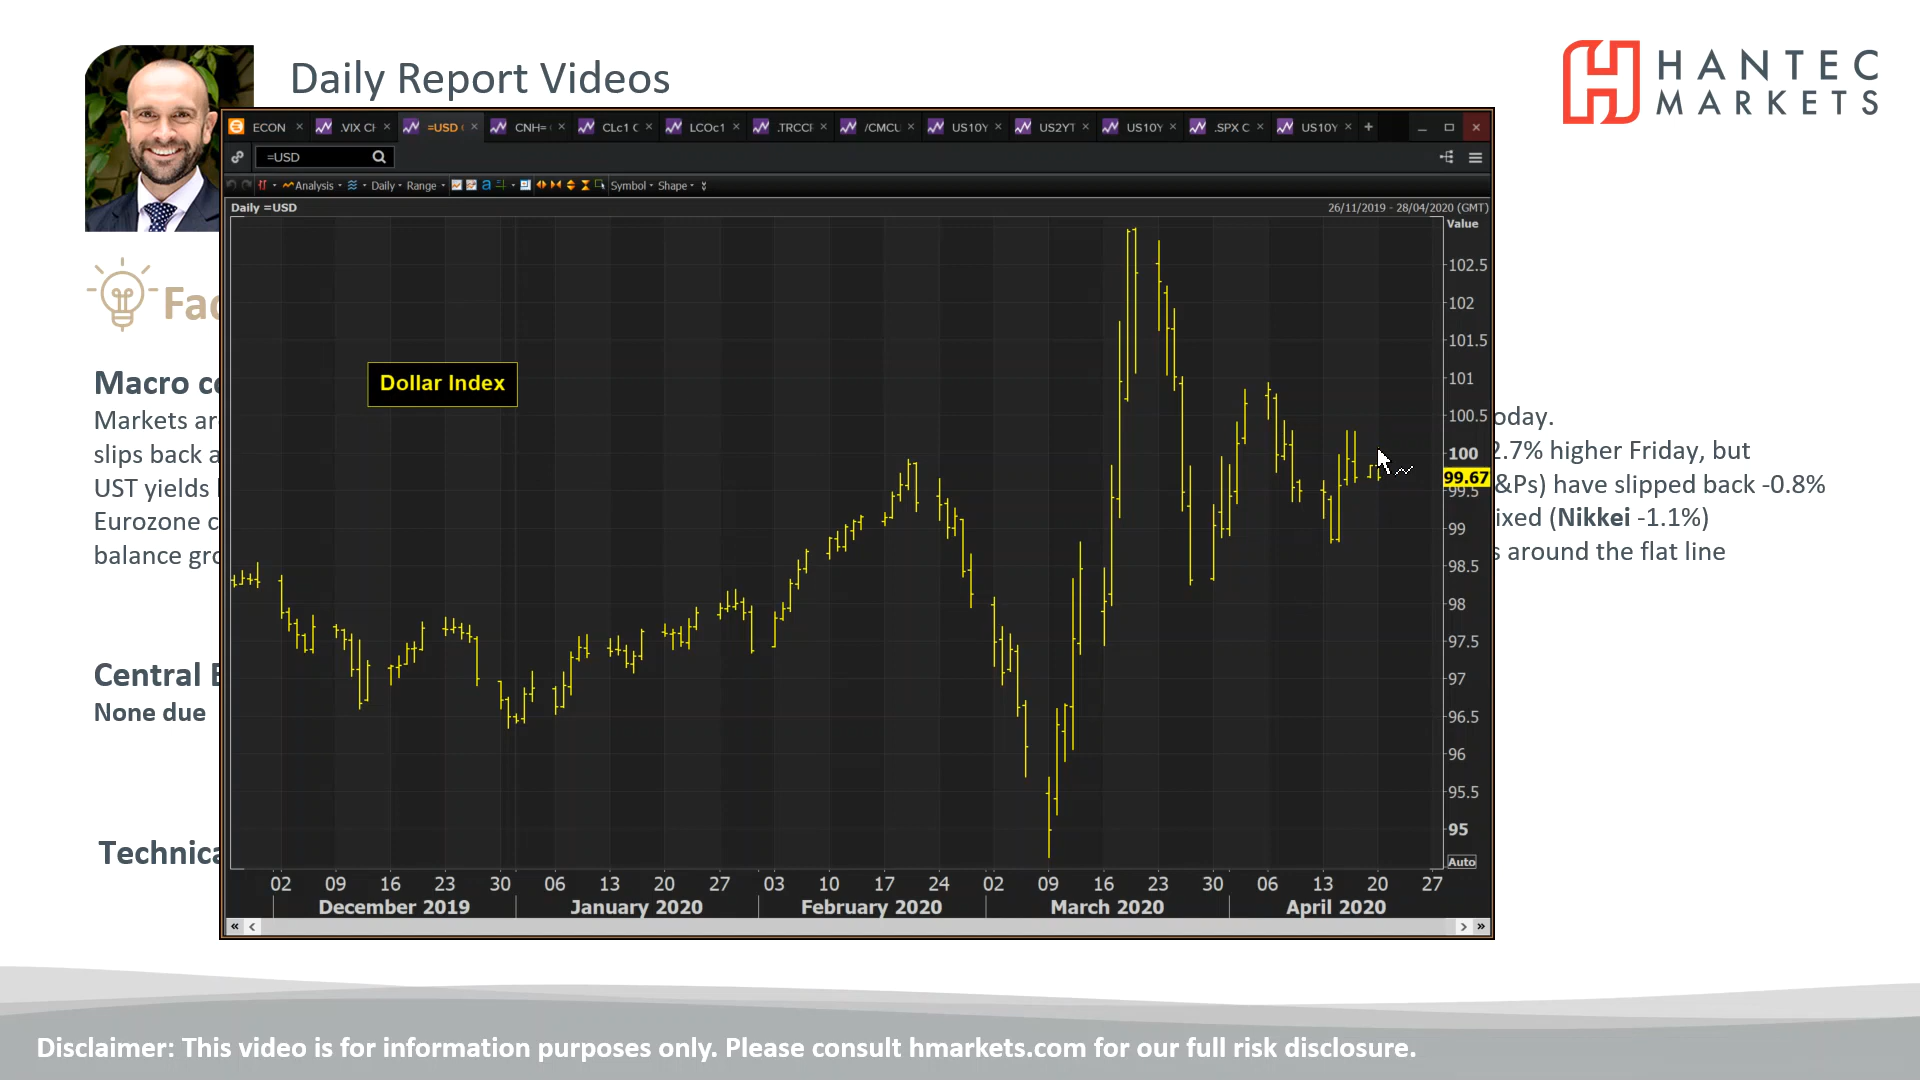 Daily Report Videos
HANTEC
MARKETS
ECON
.VIX
=USD
CNH=
CLc1
LCOc1
.TRCCF
/CMCL
US10Y
US2YT
US10Y
.SPX C
US10Y
=USD
Analysis
Daily
Range
Symbol
Shape
Daily =USD
26/11/2019 - 28/04/2020 (GMT)
Value
Dollar Index
102.5
102
101.5
101
100.5
100
99.67
99.5
99
98.5
98
97.5
97
96.5
96
95.5
95
Auto
02 09 16 23 30 06 13 20 27 03 10 17 24 02 09 16 23 30 06 13 20 27
December 2019 January 2020 February 2020 March 2020 April 2020
Macro
Markets
slips back
UST yields
Eurozone
balance
oday.
2.7% higher Friday, but
&Ps) have slipped back -0.8%
ixed (Nikkei -1.1%)
s around the flat line
Central
None due
Technica
Disclaimer: This video is for information purposes only. Please consult hmarkets.com for our full risk disclosure.